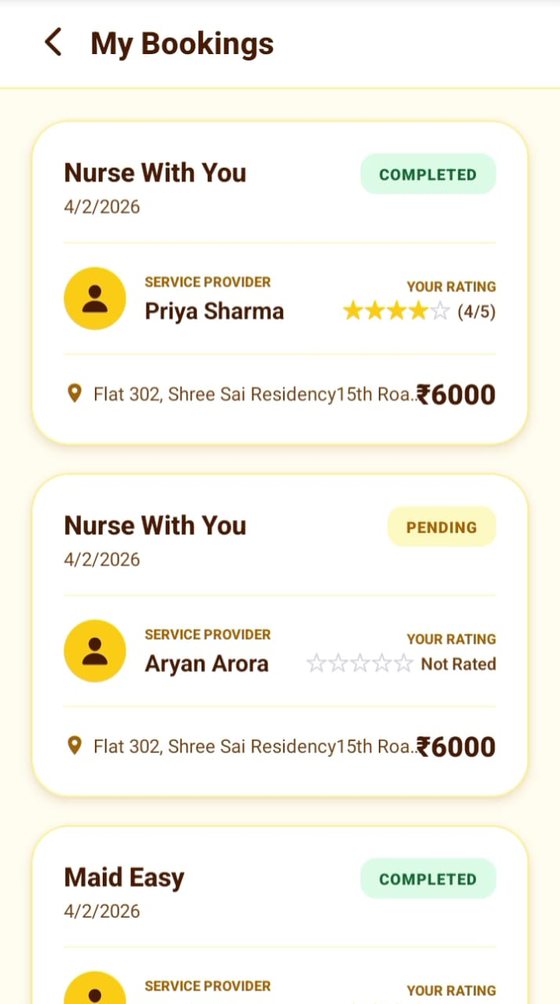 My Bookings
Nurse With You
COMPLETED
4/2/2026
SERVICE PROVIDER
YOUR RATING
Priya Sharma
(4/5)
Flat 302, Shree Sai Residency15th Roa..
₹6000
Nurse With You
PENDING
4/2/2026
SERVICE PROVIDER
YOUR RATING
Aryan Arora
Not Rated
Flat 302, Shree Sai Residency15th Roa..
₹6000
Maid Easy
COMPLETED
4/2/2026
SERVICE PROVIDER
YOUR RATING